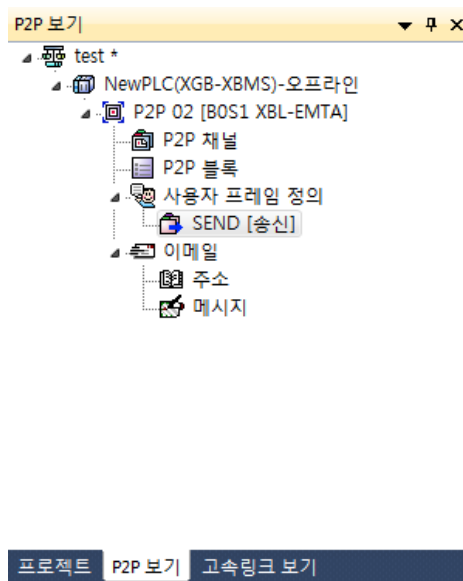 P2P 보기
test *
NewPLC(XGB-XBMS)-오프라인
P2P 02 [B0S1 XBL-EMTA]
P2P 채널
P2P 블록
사용자 프레임 정의
SEND [송신]
이메일
주소
메시지
프로젝트 P2P 보기 고속링크 보기